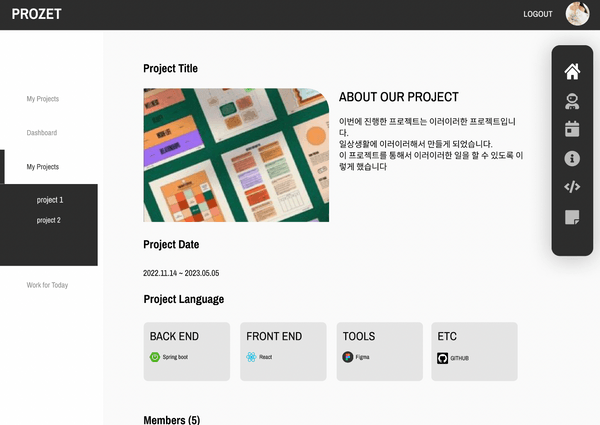 PROZET
LOGOUT
My Projects
Dashboard
My Projects
project 1
project 2
Work for Today
Project Title
ABOUT OUR PROJECT
이번에 진행한 프로젝트는 이러이러한 프로젝트입니
다.
일상생활에 이러이러해서 만들게 되었습니다.
이 프로젝트를 통해서 이러이러한 일을 할 수 있도록 이
렇게 했습니다
Project Date
2022.11.14 ~ 2023.05.05
Project Language
BACK END
Spring boot
FRONT END
React
TOOLS
Figma
ETC
GITHUB
Members (5)